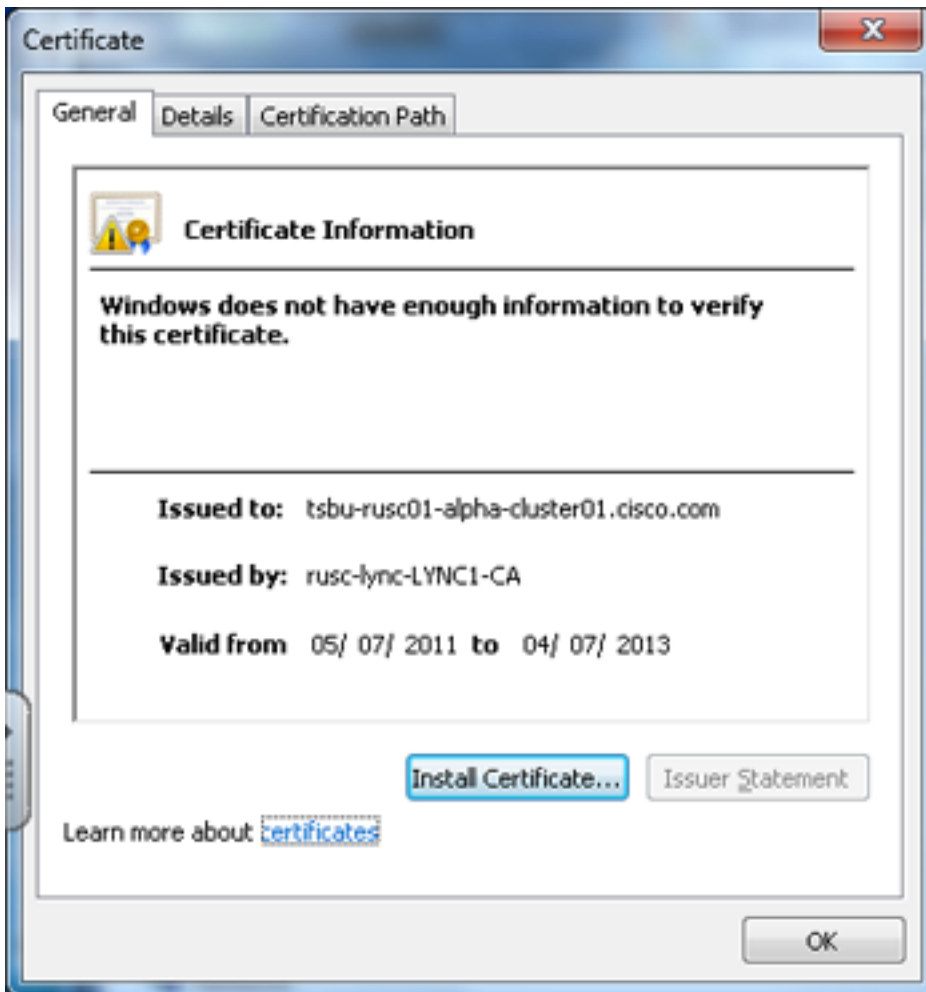 Certificate
General Details Certification Path
Certificate Information
Windows does not have enough information to verify
this certificate.
Issued to: tsbu-rusc01-alpha-cluster01.cisco.com
Issued by: rusc-lync-LYNC1-CA
Valid from 05/ 07/ 2011 to 04/ 07/ 2013
Install Certificate... Issuer Statement
Learn more about certificates
OK